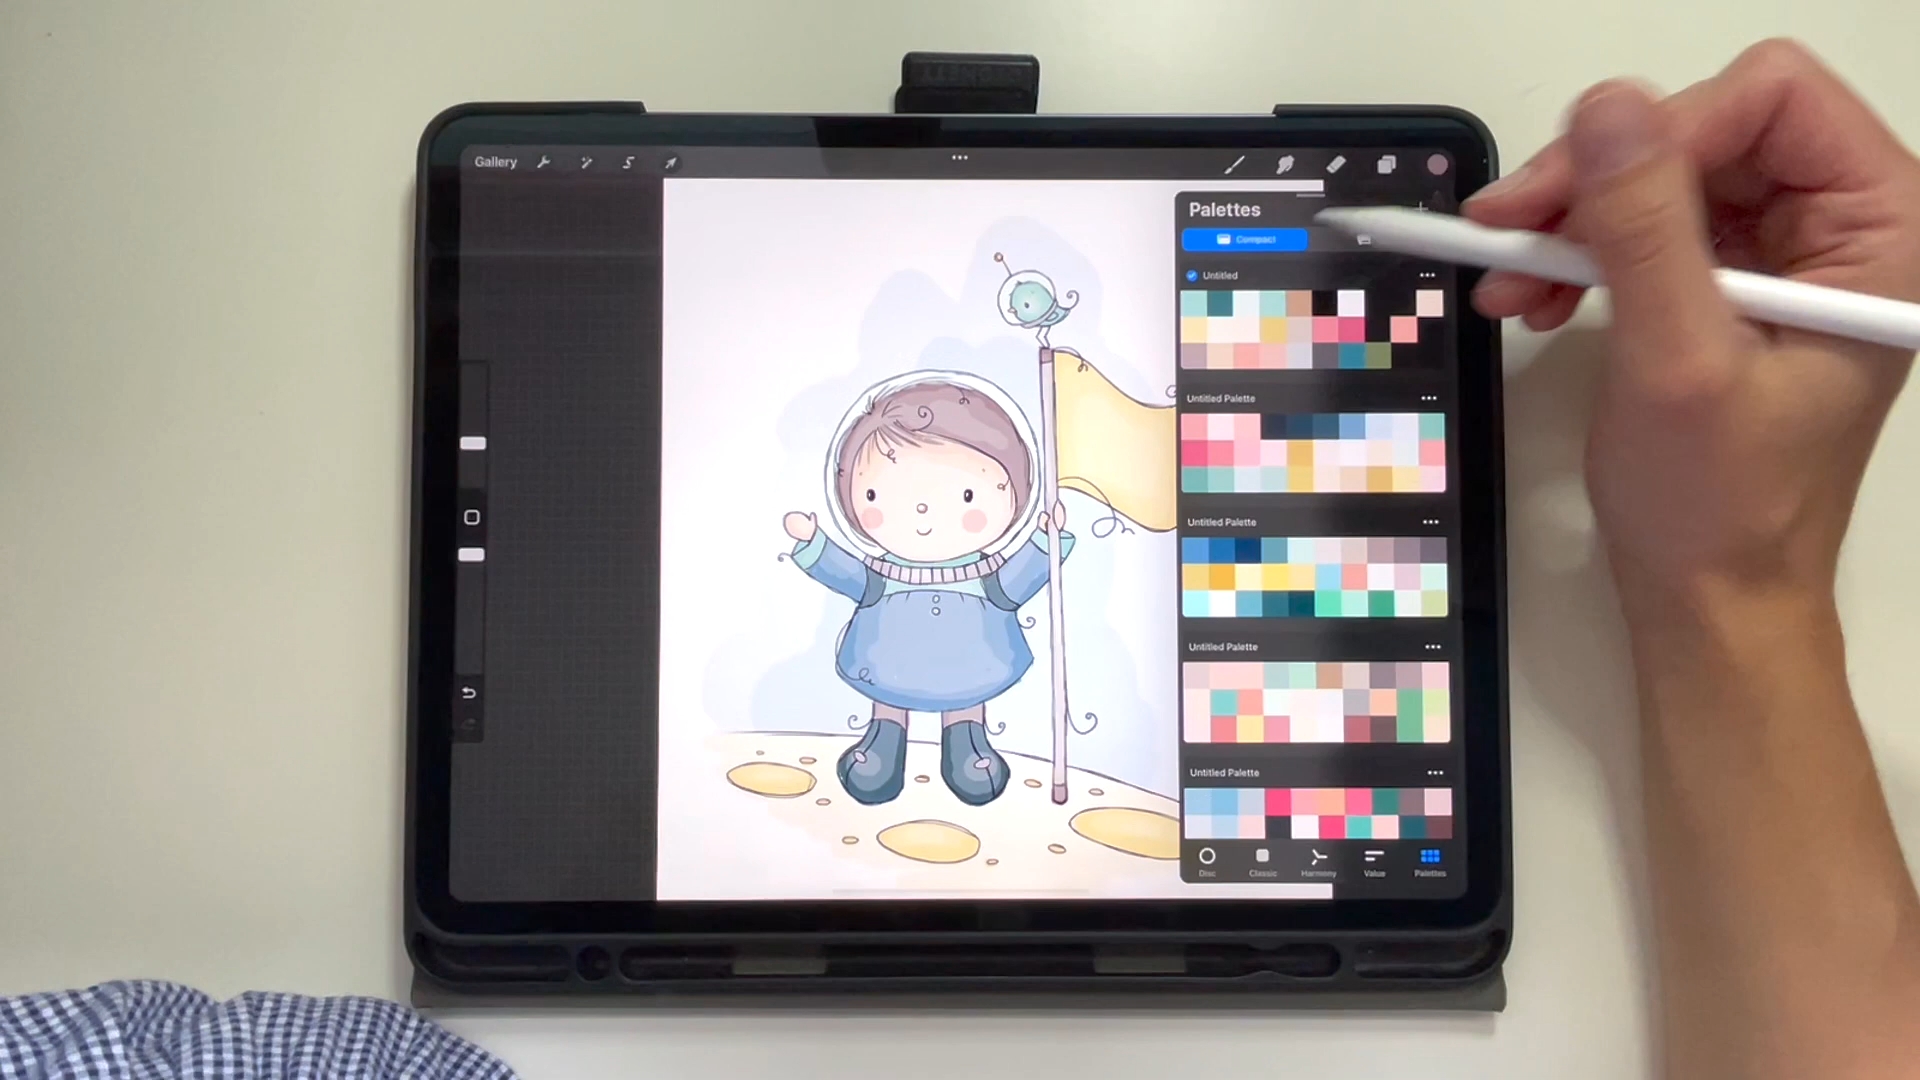 Gallery
Palettes
Compact
Untitled
Untitled Palette
Untitled Palette
Untitled Palette
Untitled Palette
Disc
Classic
Harmony
Value
Palettes